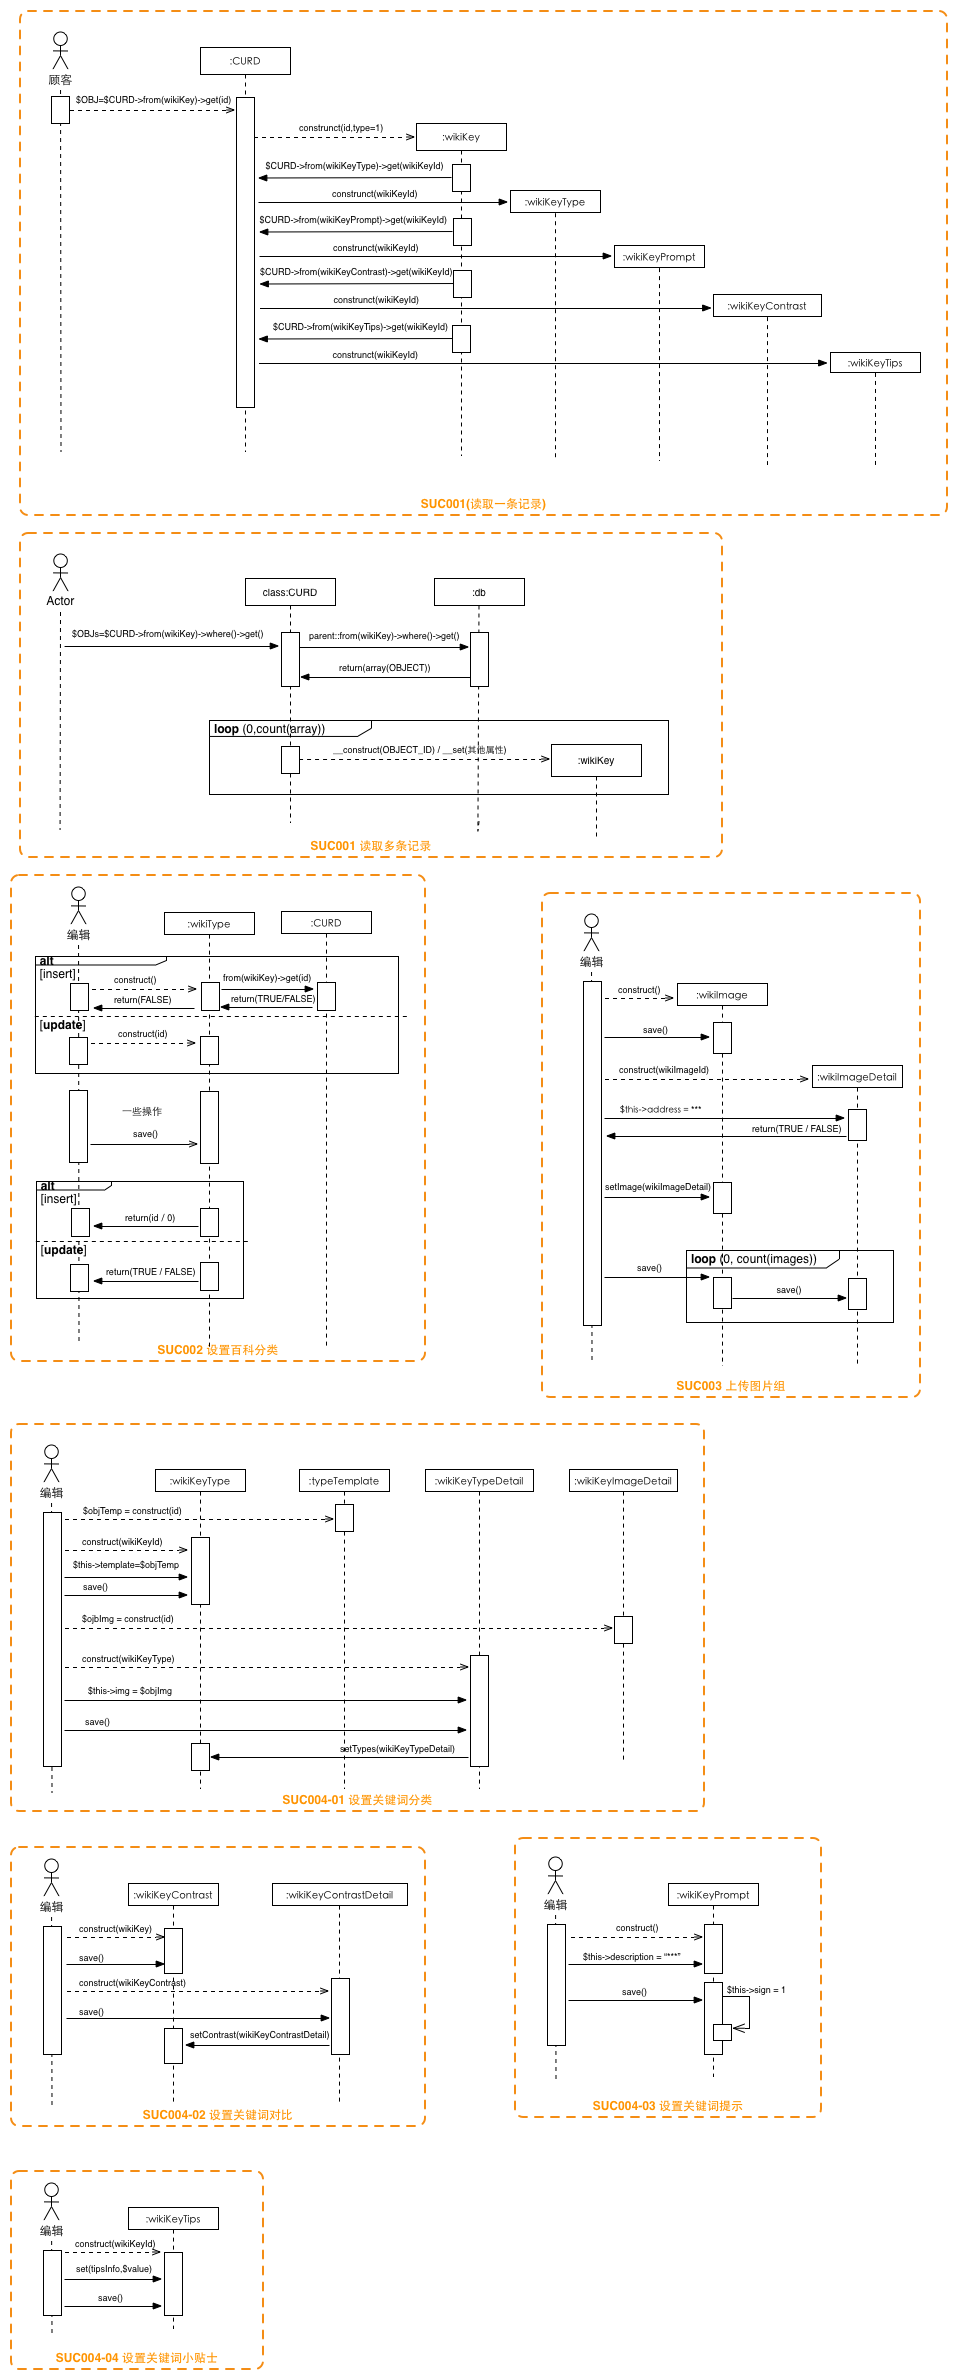 顾客
:CURD
$OBJ=$CURD->from(wikiKey)->get(id)
construnct(id,type=1)
:wikiKey
$CURD->from(wikiKeyType)->get(wikiKeyId)
construnct(wikiKeyId)
:wikiKeyType
$CURD->from(wikiKeyPrompt)->get(wikiKeyId)
construnct(wikiKeyId)
:wikiKeyPrompt
$CURD->from(wikiKeyContrast)->get(wikiKeyId)
construnct(wikiKeyId)
:wikiKeyContrast
$CURD->from(wikiKeyTips)->get(wikiKeyId)
construnct(wikiKeyId)
:wikiKeyTips
SUC001(读取一条记录)
Actor
class:CURD
:db
$OBJs=$CURD->from(wikiKey)->where()->get()
parent::from(wikiKey)->where()->get()
return(array(OBJECT))
loop (0,count(array))
__construct(OBJECT_ID) / __set(其他属性)
:wikiKey
SUC001 读取多条记录
编辑
:wikiType
:CURD
alt
[insert]
construct()
from(wikiKey)->get(id)
return(FALSE)
return(TRUE/FALSE)
[update]
construct(id)
一些操作
save()
alt
[insert]
return(id / 0)
[update]
return(TRUE / FALSE)
SUC002 设置百科分类
编辑
construct()
:wikiImage
save()
construct(wikiImageId)
:wikiImageDetail
$this->address = ***
return(TRUE / FALSE)
setImage(wikiImageDetail)
loop (0, count(images))
save()
save()
SUC003 上传图片组
编辑
:wikiKeyType
:typeTemplate
:wikiKeyTypeDetail
:wikiKeyImageDetail
$objTemp = construct(id)
construct(wikiKeyId)
$this->template=$objTemp
save()
$ojbImg = construct(id)
construct(wikiKeyType)
$this->img = $objImg
save()
setTypes(wikiKeyTypeDetail)
SUC004-01 设置关键词分类
编辑
:wikiKeyContrast
:wikiKeyContrastDetail
construct(wikiKey)
save()
construct(wikiKeyContrast)
save()
setContrast(wikiKeyContrastDetail)
SUC004-02 设置关键词对比
编辑
:wikiKeyPrompt
construct()
$this->description = "***"
save()
$this->sign = 1
SUC004-03 设置关键词提示
编辑
:wikiKeyTips
construct(wikiKeyId)
set(tipsInfo,$value)
save()
SUC004-04 设置关键词小贴士